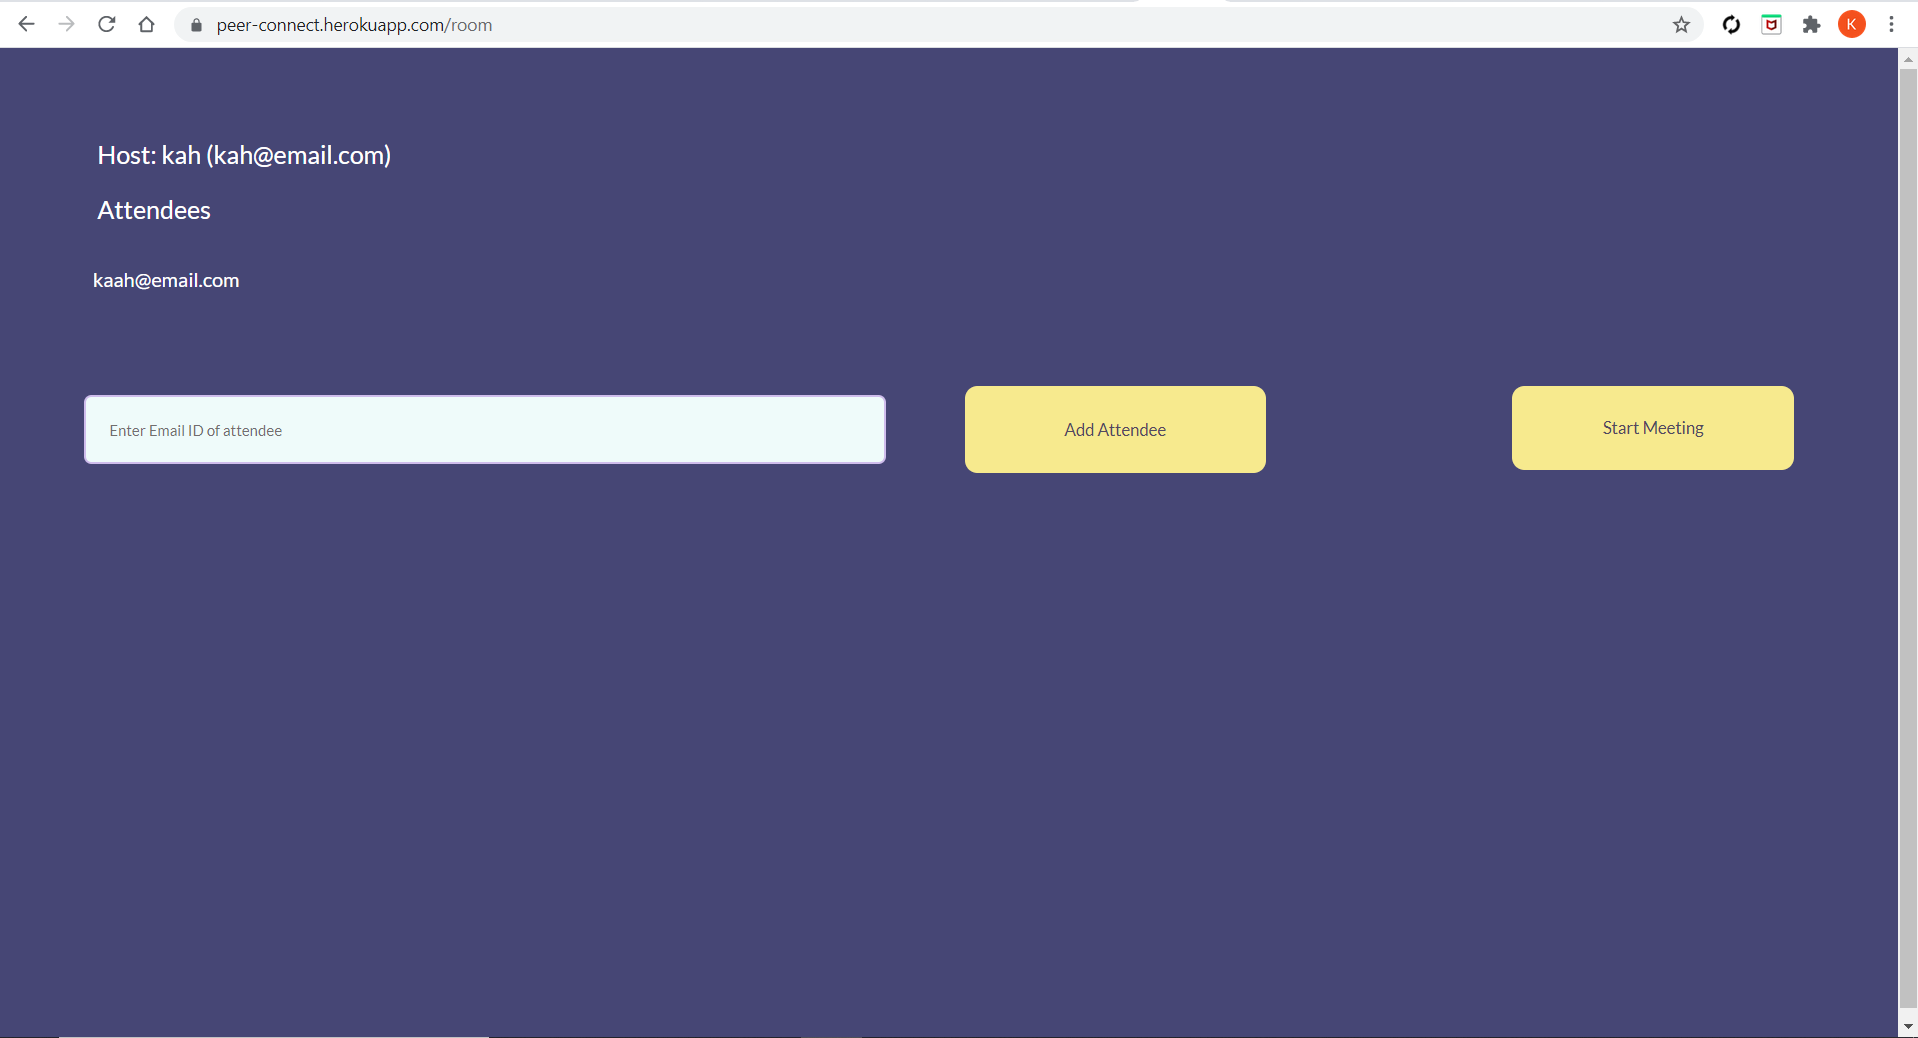 peer-connect.herokuapp.com/room
K
Host: kah (kah@email.com)
Attendees
kaah@email.com
Enter Email ID of attendee
Add Attendee
Start Meeting